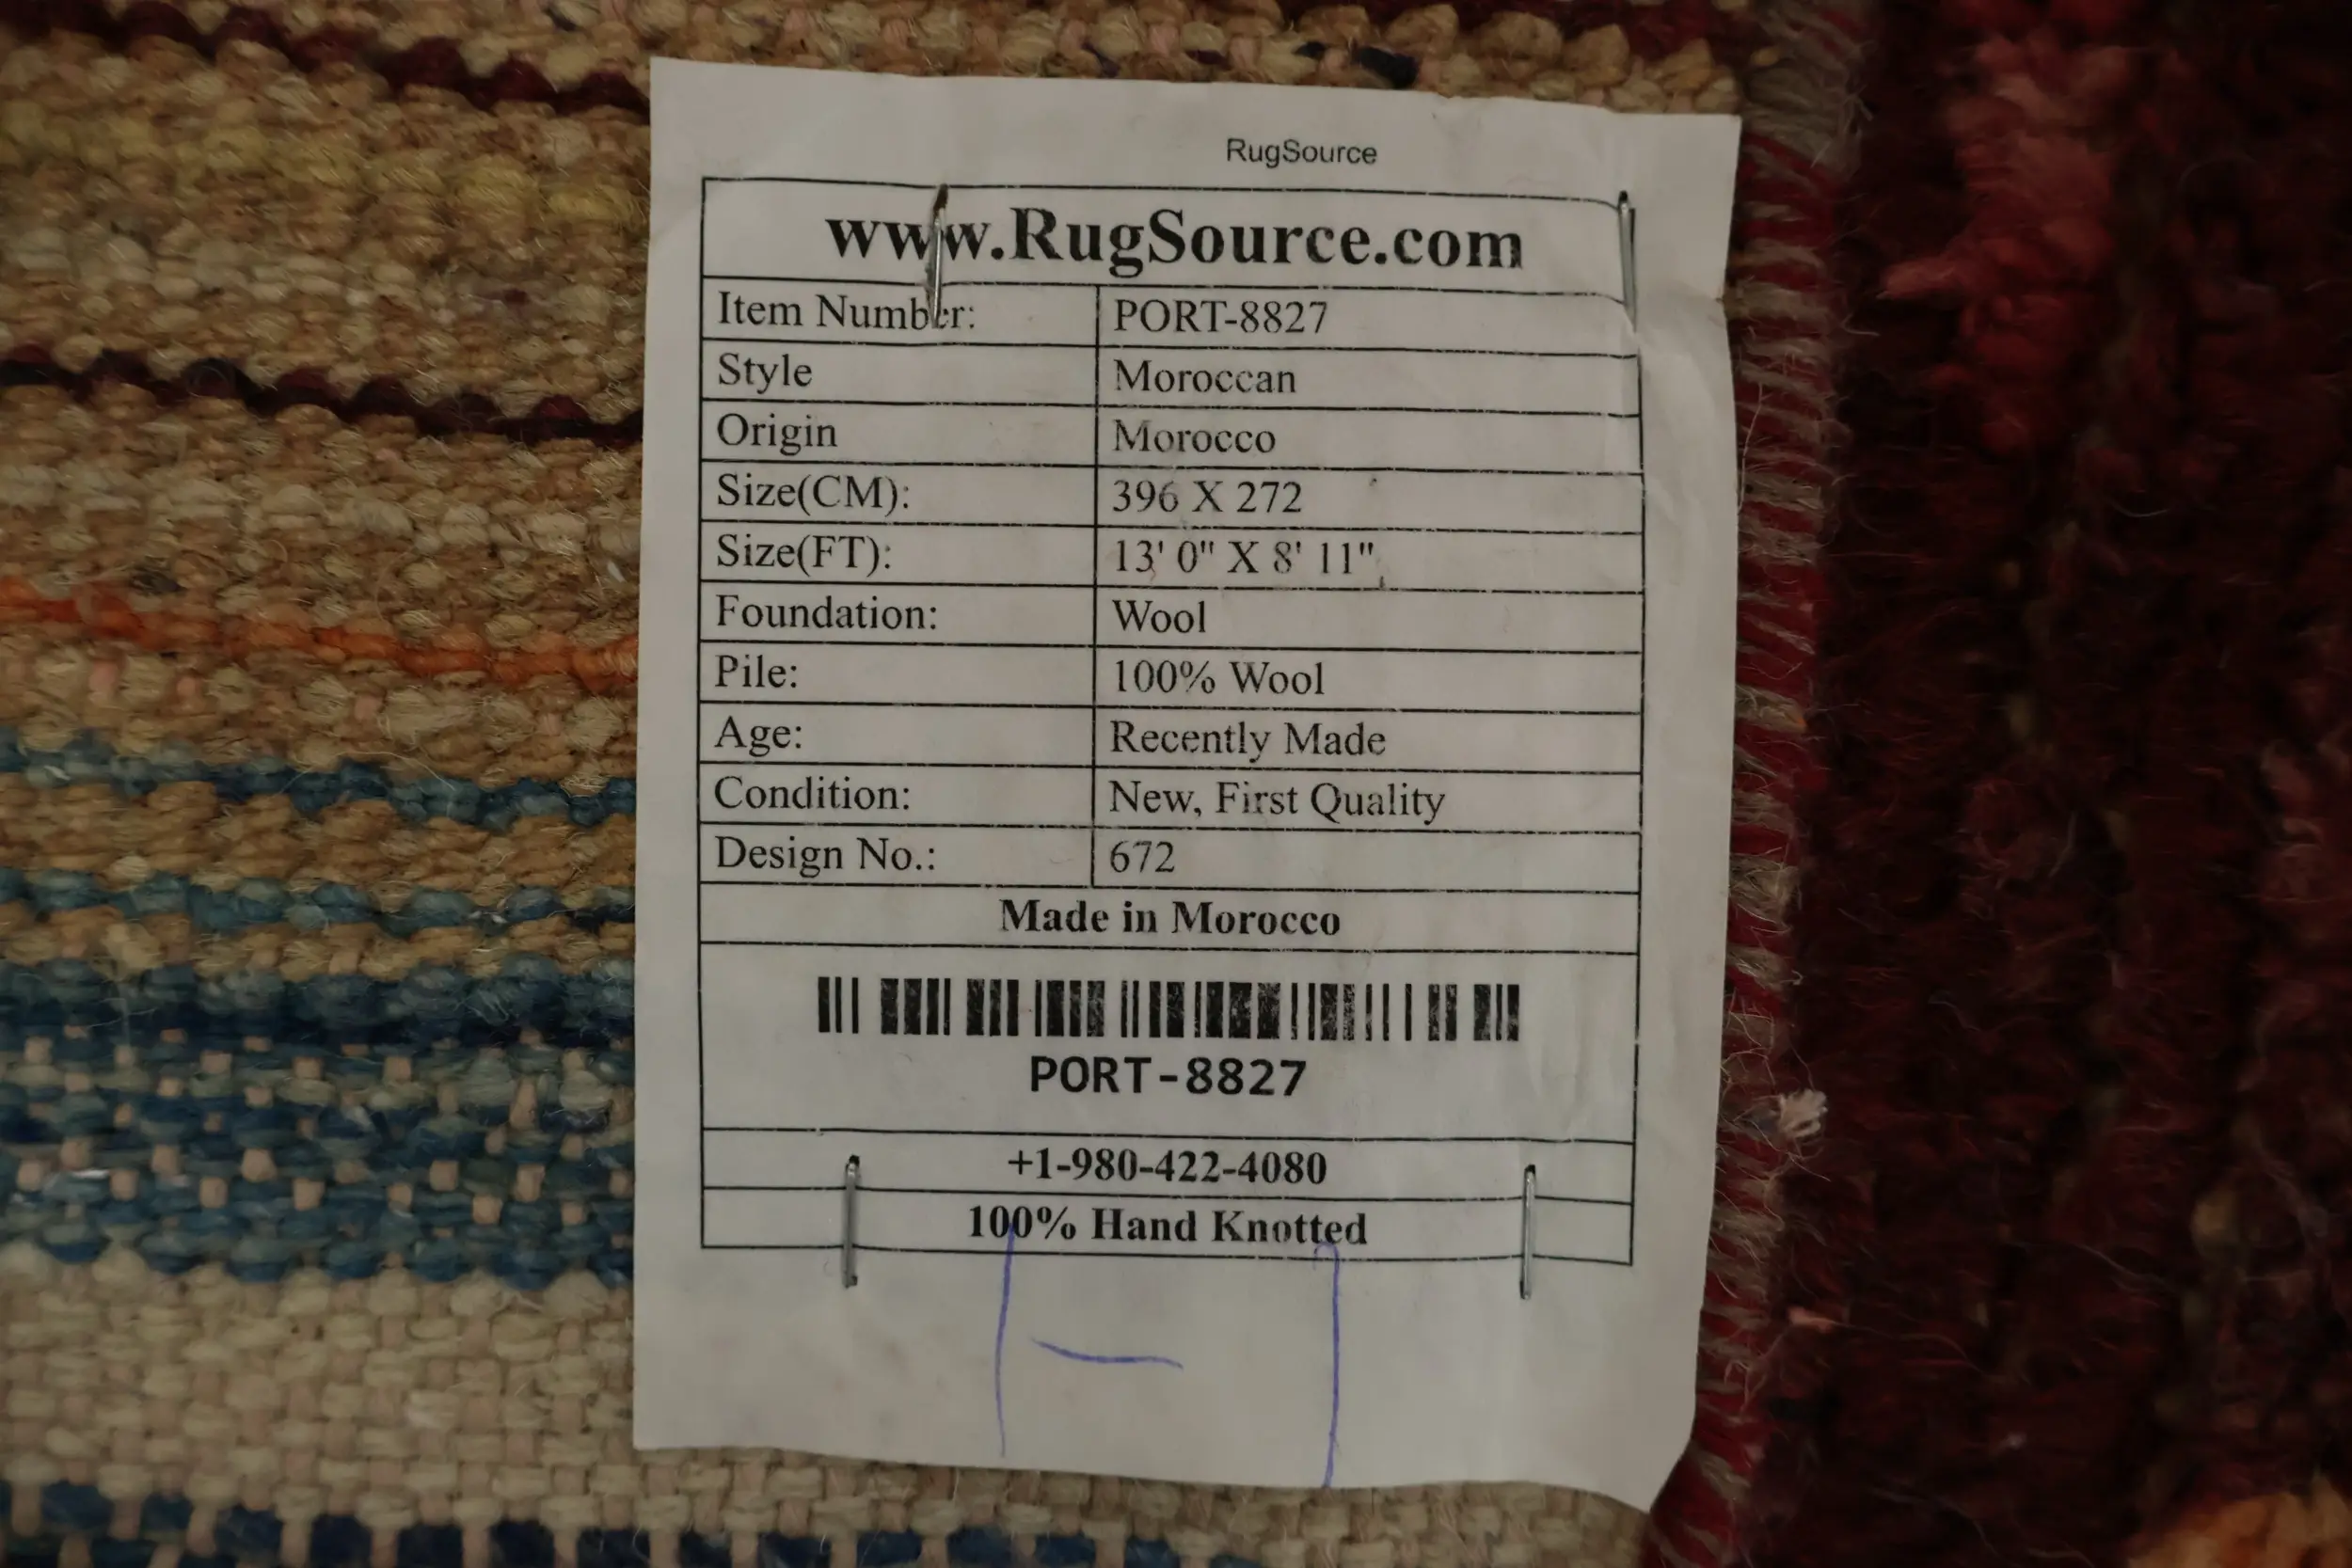 RugSource
www.RugSource.com
Item Number: PORT-8827
Style Moroccan
Origin Morocco
Size(CM): 396 X 272
Size(FT): 13' 0" X 8' 11"
Foundation: Wool
Pile: 100% Wool
Age: Recently Made
Condition: New, First Quality
Design No.: 672
Made in Morocco
PORT-8827
+1-980-422-4080
100% Hand Knotted
1-1